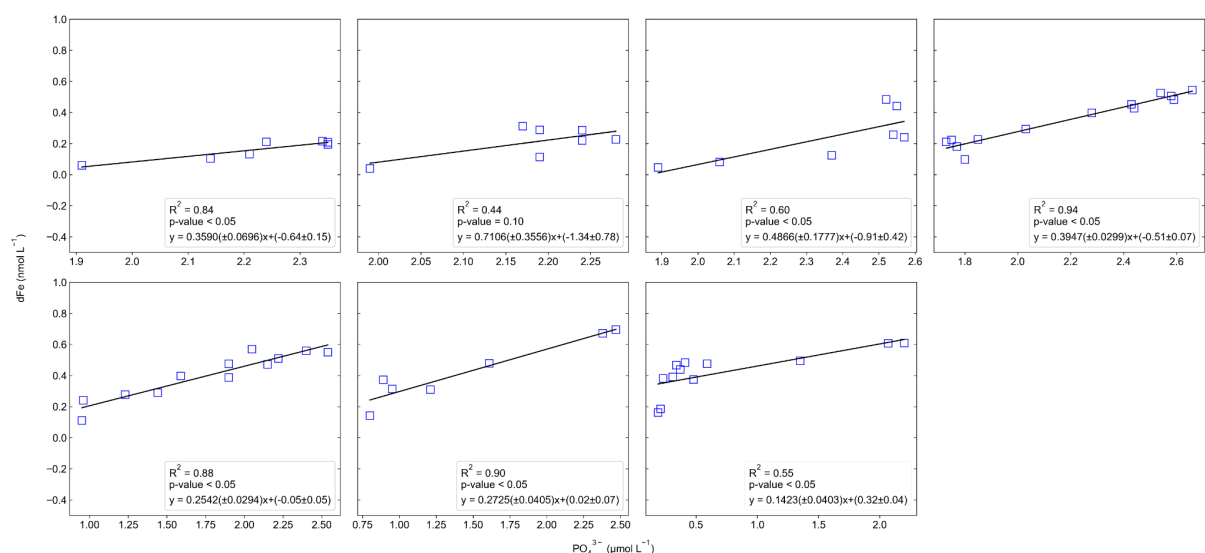 1.0
0.8
0.6
0.4
0.2
0.0
−0.2
−0.4
R² = 0.84
p-value < 0.05
y = 0.3590(±0.0696)x+(-0.64±0.15)
1.9 2.0 2.1 2.2 2.3
R² = 0.44
p-value = 0.10
y = 0.7106(±0.3556)x+(-1.34±0.78)
2.00 2.05 2.10 2.15 2.20 2.25
R² = 0.60
p-value < 0.05
y = 0.4866(±0.1777)x+(-0.91±0.42)
1.9 2.0 2.1 2.2 2.3 2.4 2.5
R² = 0.94
p-value < 0.05
y = 0.3947(±0.0299)x+(-0.51±0.07)
1.8 2.0 2.2 2.4 2.6
dFe (nmol L⁻¹)
1.0
0.8
0.6
0.4
0.2
0.0
−0.2
−0.4
R² = 0.88
p-value < 0.05
y = 0.2542(±0.0294)x+(-0.05±0.05)
1.00 1.25 1.50 1.75 2.00 2.25 2.50
R² = 0.90
p-value < 0.05
y = 0.2725(±0.0405)x+(0.02±0.07)
0.75 1.00 1.25 1.50 1.75 2.00 2.25 2.50
R² = 0.55
p-value < 0.05
y = 0.1423(±0.0403)x+(0.32±0.04)
0.5 1.0 1.5 2.0
PO₄³⁻ (μmol L⁻¹)